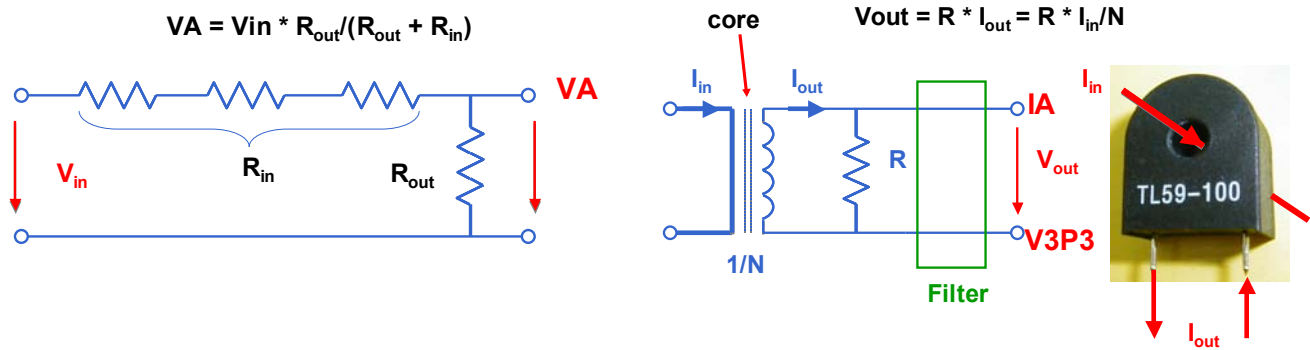 VA = Vin * Rout/(Rout + Rin)
VA
Vin
Rin
Rout
core
Vout = R * Iout = R * Iin/N
Iin
Iout
IA
R
Vout
V3P3
1/N
Filter
Iin
TL59-100
Iout